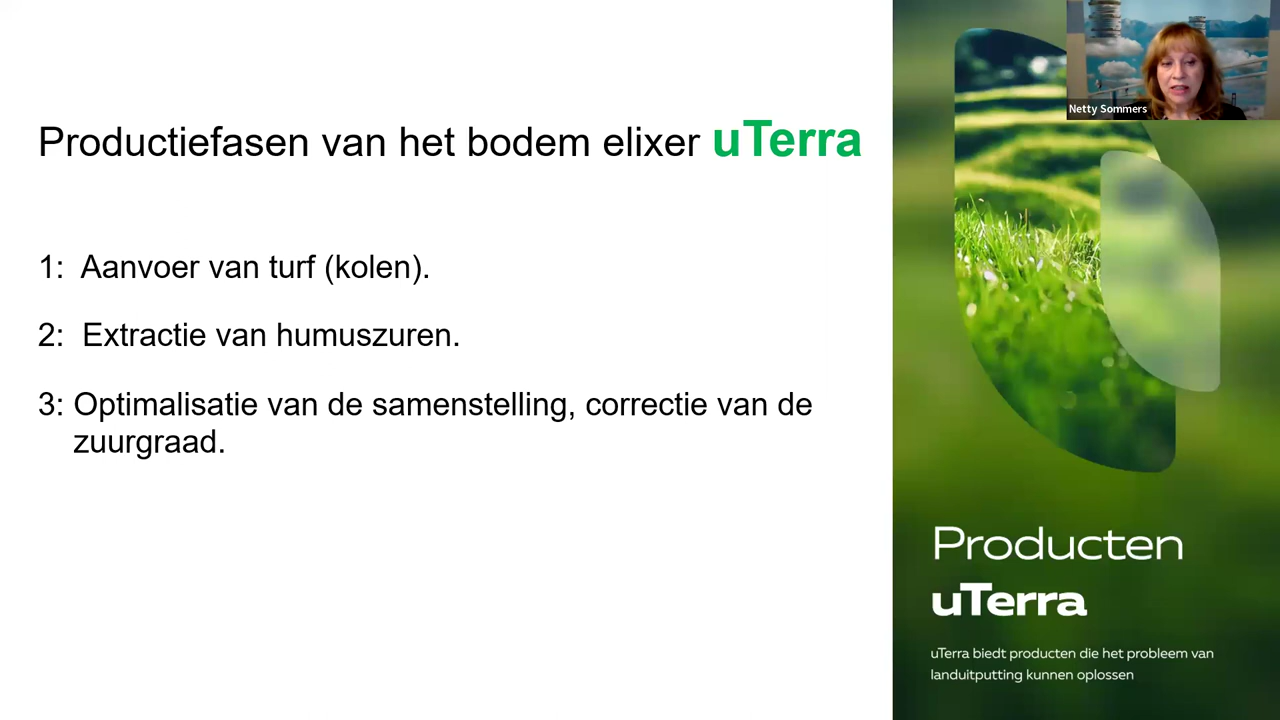 Netty Sommers
Productiefasen van het bodem elixer uTerra
1: Aanvoer van turf (kolen).
2: Extractie van humuszuren.
3: Optimalisatie van de samenstelling, correctie van de
zuurgraad.
Producten
uTerra
uTerra biedt producten die het probleem van
landuitputting kunnen oplossen